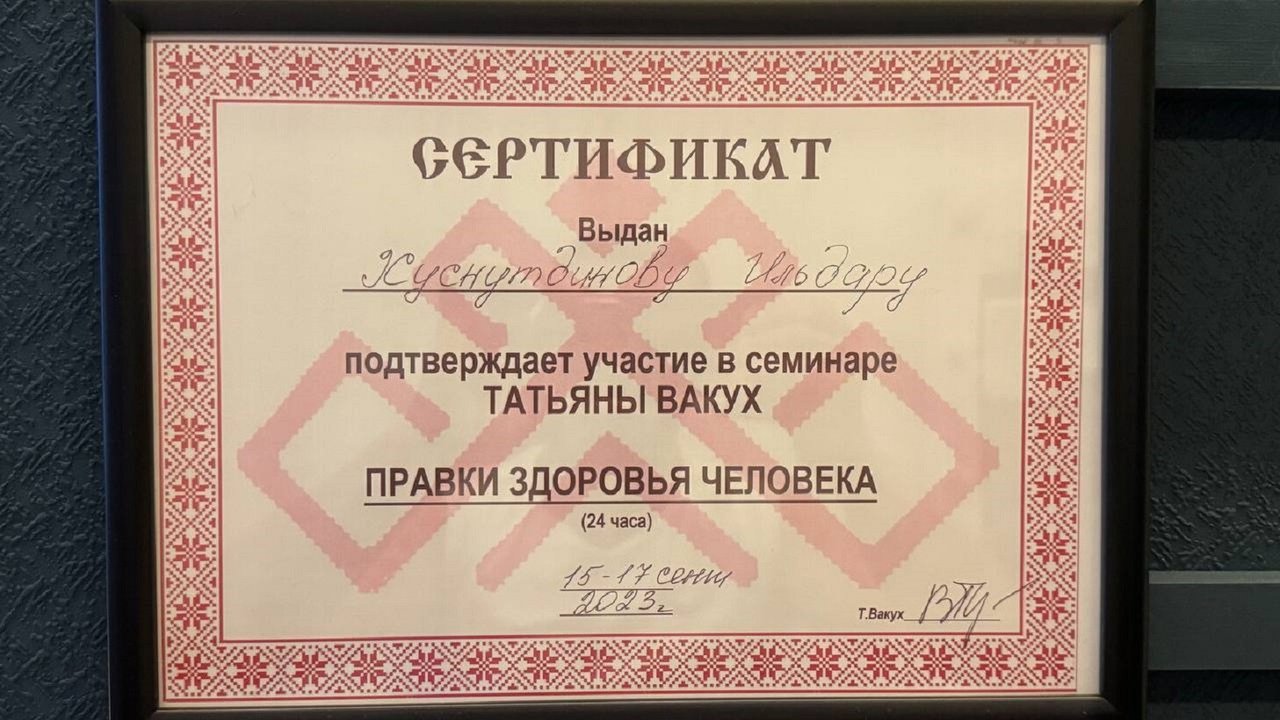 СЕРТИФИКАТ
Выдан
Хуснутдинову Ильдару
подтверждает участие в семинаре
ТАТЬЯНЫ ВАКУХ
ПРАВКИ ЗДОРОВЬЯ ЧЕЛОВЕКА
(24 часа)
15-17 сент
2023г
Т.Вакух